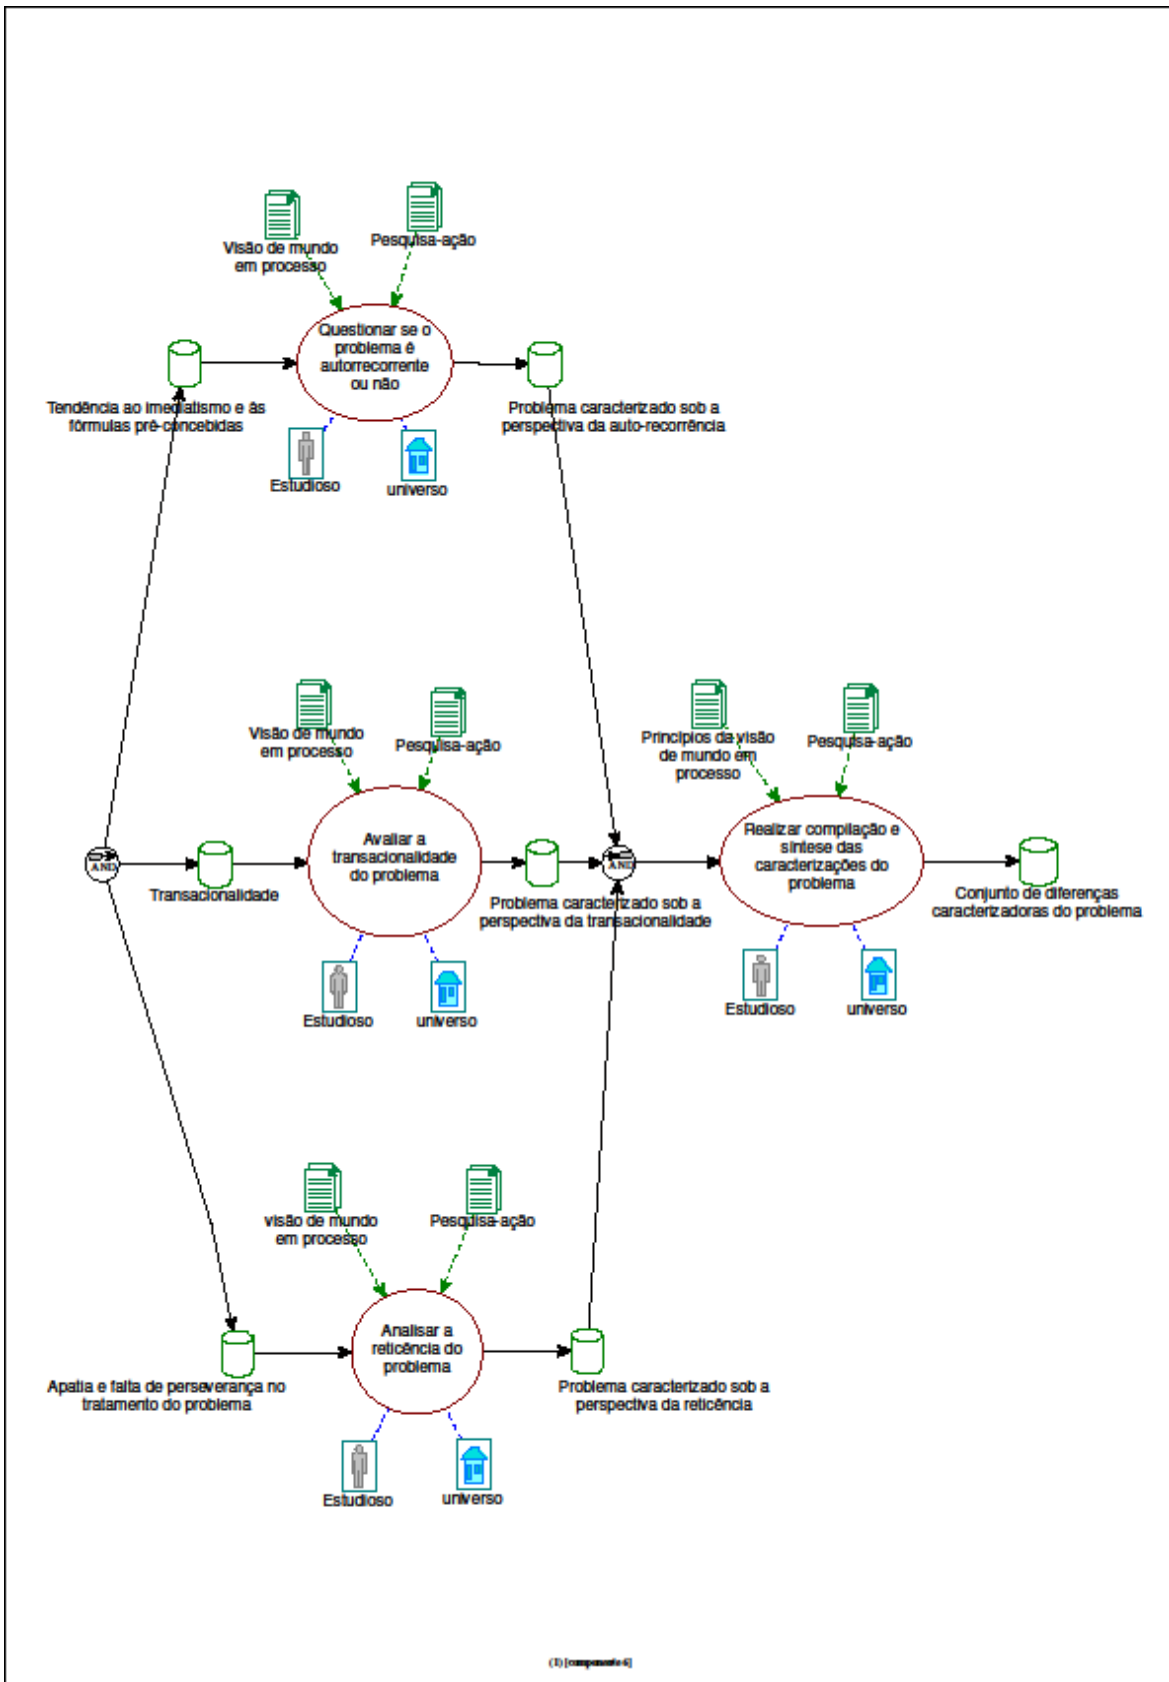 Visão de mundo
em processo
Pesquisa-ação
Questionar se o
problema é
autorrecorrente
ou não
Tendência ao imediatismo e às
fórmulas pré-concebidas
Problema caracterizado sob a
perspectiva da auto-recorrência
Estudioso
universo
Visão de mundo
em processo
Pesquisa-ação
Princípios da visão
de mundo em
processo
Pesquisa-ação
AND
Transacionalidade
Avaliar a
transacionalidade
do problema
Problema caracterizado sob a
perspectiva da transacionalidade
AND
Realizar compilação e
síntese das
caracterizações do
problema
Conjunto de diferenças
caracterizadoras do problema
Estudioso
universo
Estudioso
universo
visão de mundo
em processo
Pesquisa-ação
Analisar a
reticência do
problema
Apatia e falta de perseverança no
tratamento do problema
Problema caracterizado sob a
perspectiva da reticência
Estudioso
universo
(1) [componente 6]